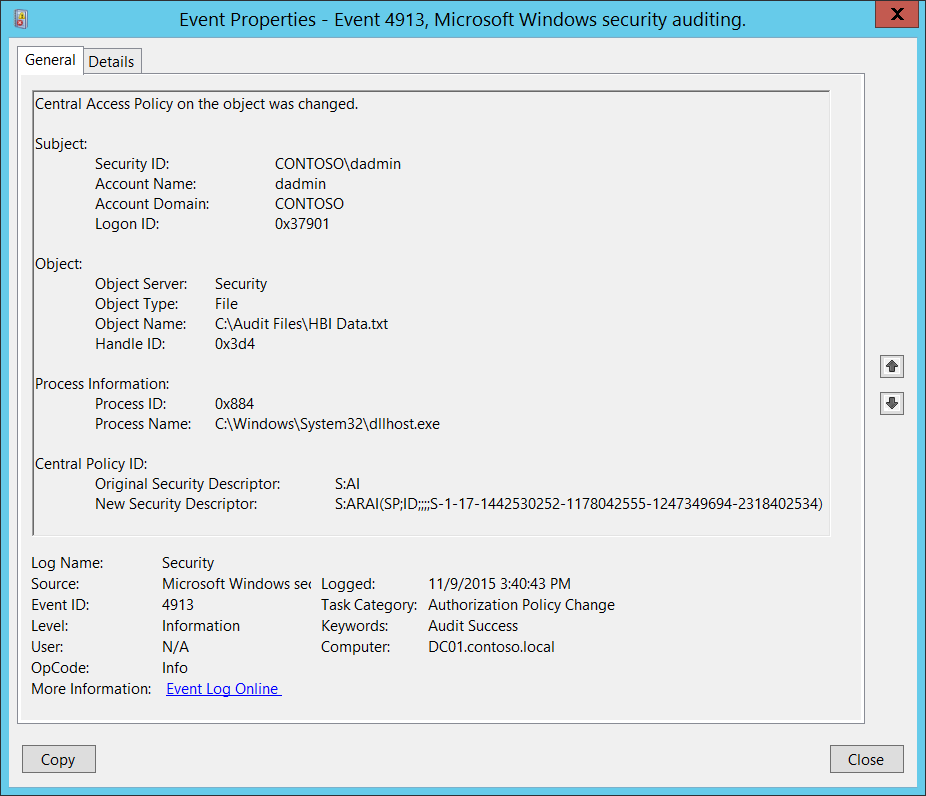 Event Properties - Event 4913, Microsoft Windows security auditing.
X
General Details
Central Access Policy on the object was changed.
Subject:
Security ID: CONTOSO\dadmin
Account Name: dadmin
Account Domain: CONTOSO
Logon ID: 0x37901
Object:
Object Server: Security
Object Type: File
Object Name: C:\Audit Files\HBI Data.txt
Handle ID: 0x3d4
Process Information:
Process ID: 0x884
Process Name: C:\Windows\System32\dllhost.exe
Central Policy ID:
Original Security Descriptor: S:AI
New Security Descriptor: S:ARAI(SP;ID;;;;S-1-17-1442530252-1178042555-1247349694-2318402534)
Log Name: Security
Source: Microsoft Windows sec Logged: 11/9/2015 3:40:43 PM
Event ID: 4913 Task Category: Authorization Policy Change
Level: Information Keywords: Audit Success
User: N/A Computer: DC01.contoso.local
OpCode: Info
More Information: Event Log Online
Copy Close